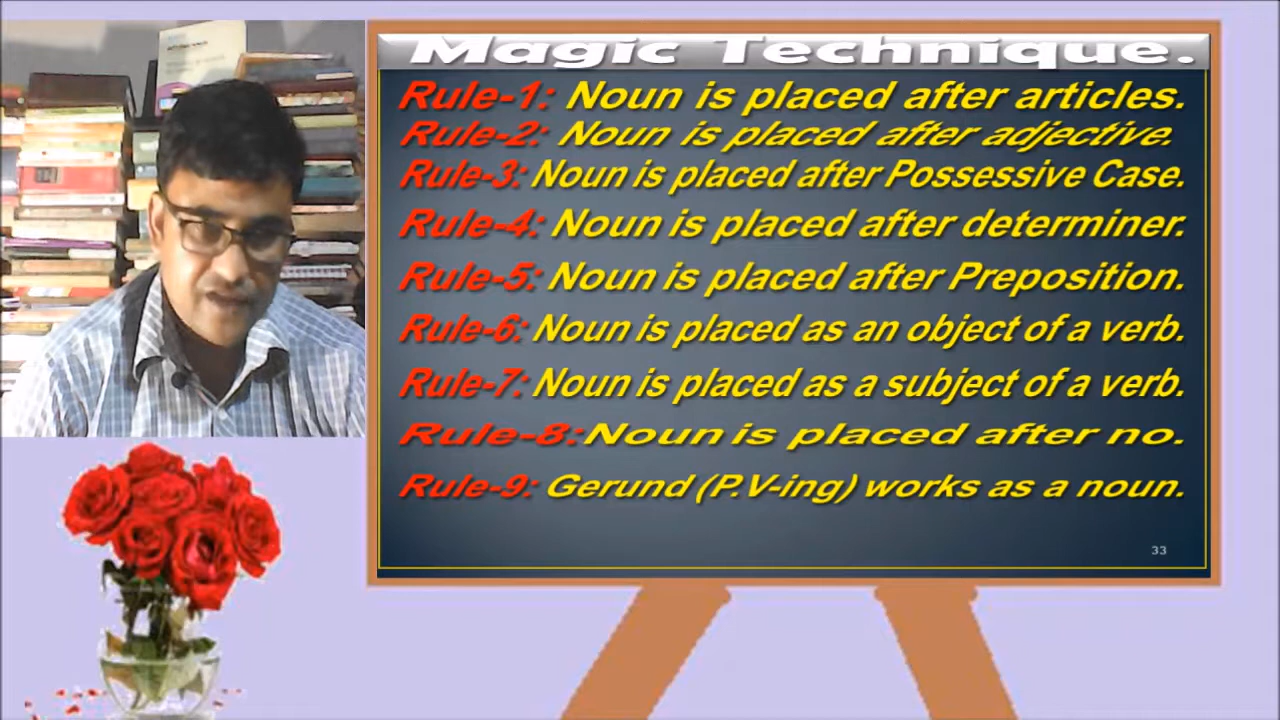 Magic Technique.
Rule-1: Noun is placed after articles.
Rule-2: Noun is placed after adjective.
Rule-3: Noun is placed after Possessive Case.
Rule-4: Noun is placed after determiner.
Rule-5: Noun is placed after Preposition.
Rule-6: Noun is placed as an object of a verb.
Rule-7: Noun is placed as a subject of a verb.
Rule-8:Noun is placed after no.
Rule-9: Gerund (P.V-ing) works as a noun.
33